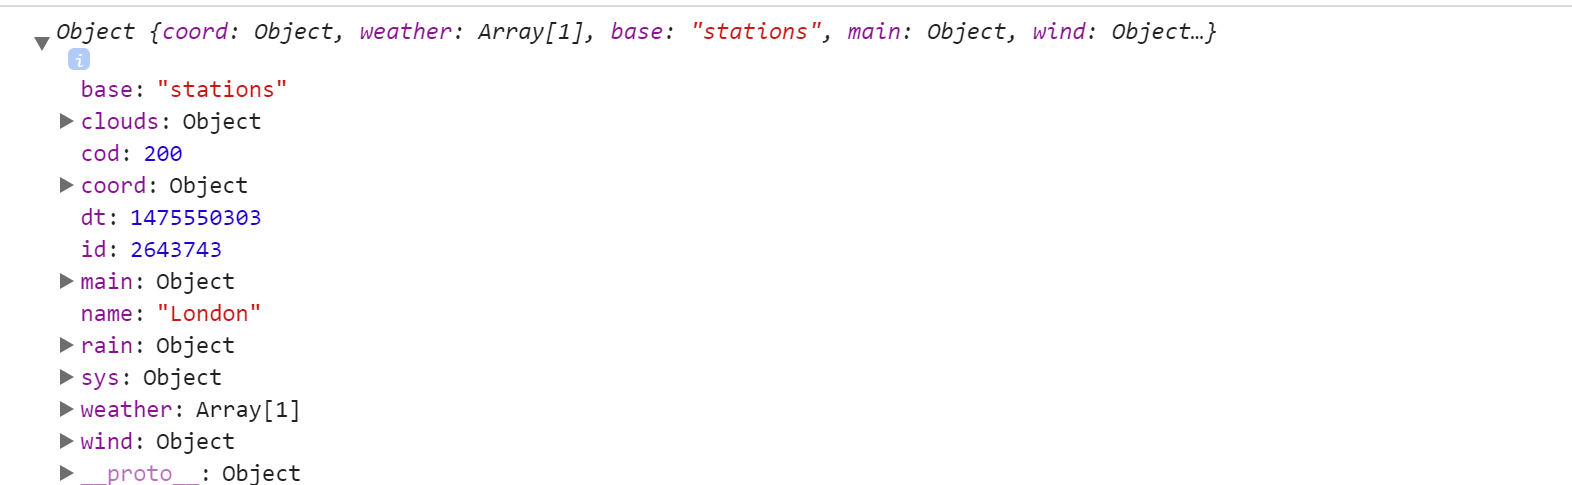 Object {coord: Object, weather: Array[1], base: "stations", main: Object, wind: Object…}
i
base: "stations"
clouds: Object
cod: 200
coord: Object
dt: 1475550303
id: 2643743
main: Object
name: "London"
rain: Object
sys: Object
weather: Array[1]
wind: Object
__proto__: Object